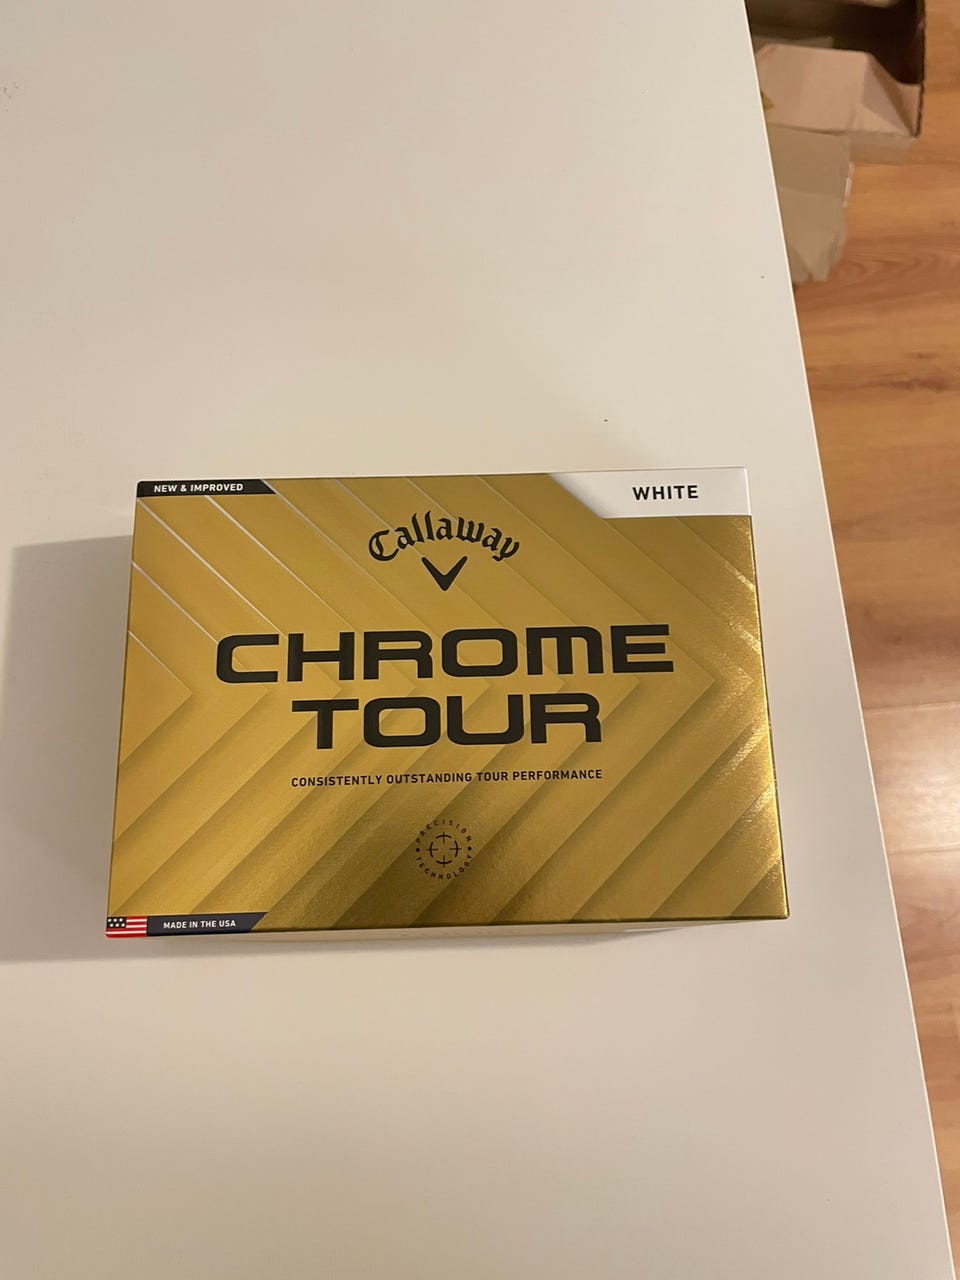 NEW & IMPROVED
WHITE
Callaway
CHROME
TOUR
CONSISTENTLY OUTSTANDING TOUR PERFORMANCE
PRECISION
TECHNOLOGY
MADE IN THE USA